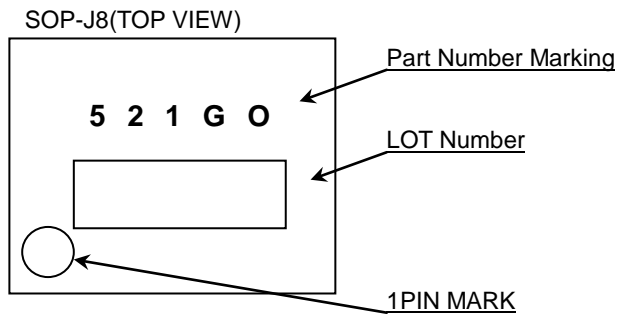 SOP-J8(TOP VIEW)
Part Number Marking
5 2 1 G O
LOT Number
1PIN MARK